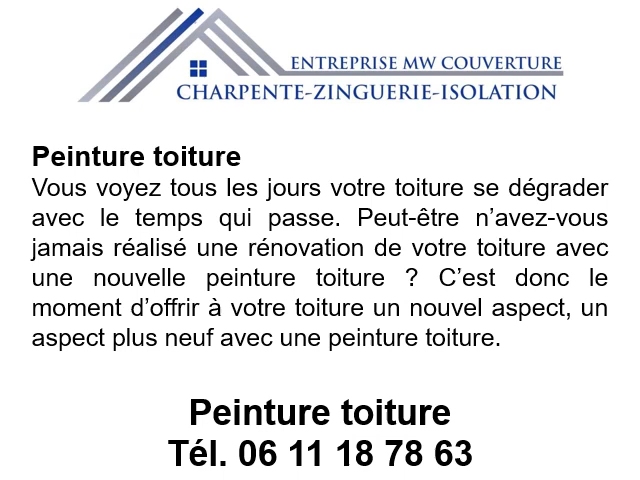 ENTREPRISE MW COUVERTURE
CHARPENTE-ZINGUERIE-ISOLATION
Peinture toiture
Vous voyez tous les jours votre toiture se dégrader
avec le temps qui passe. Peut-être n’avez-vous
jamais réalisé une rénovation de votre toiture avec
une nouvelle peinture toiture ? C’est donc le
moment d’offrir à votre toiture un nouvel aspect, un
aspect plus neuf avec une peinture toiture.
Peinture toiture
Tél. 06 11 18 78 63